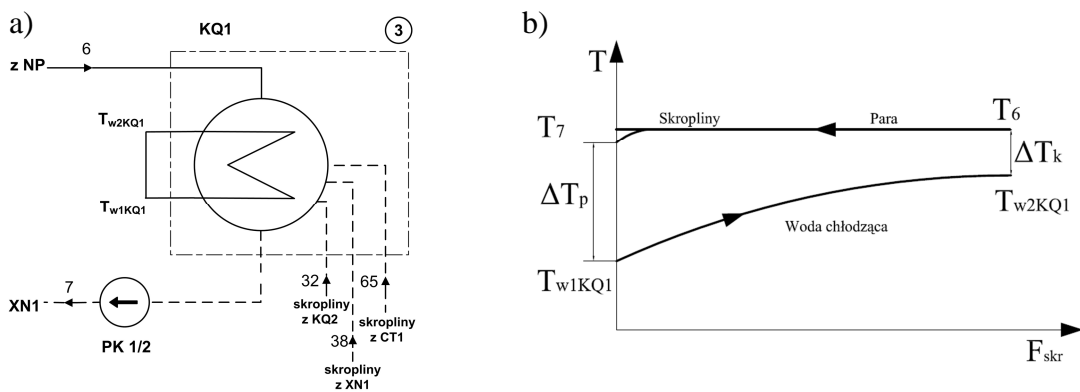 a)
KQ1
3
z NP
6
Tw2KQ1
Tw1KQ1
XN1
7
PK 1/2
32
skropliny
z KQ2
38
skropliny
z XN1
65
skropliny
z CT1
b)
T
T7
Skropliny
Para
T6
ΔTk
ΔTp
Tw2KQ1
Woda chłodząca
Tw1KQ1
Fskr